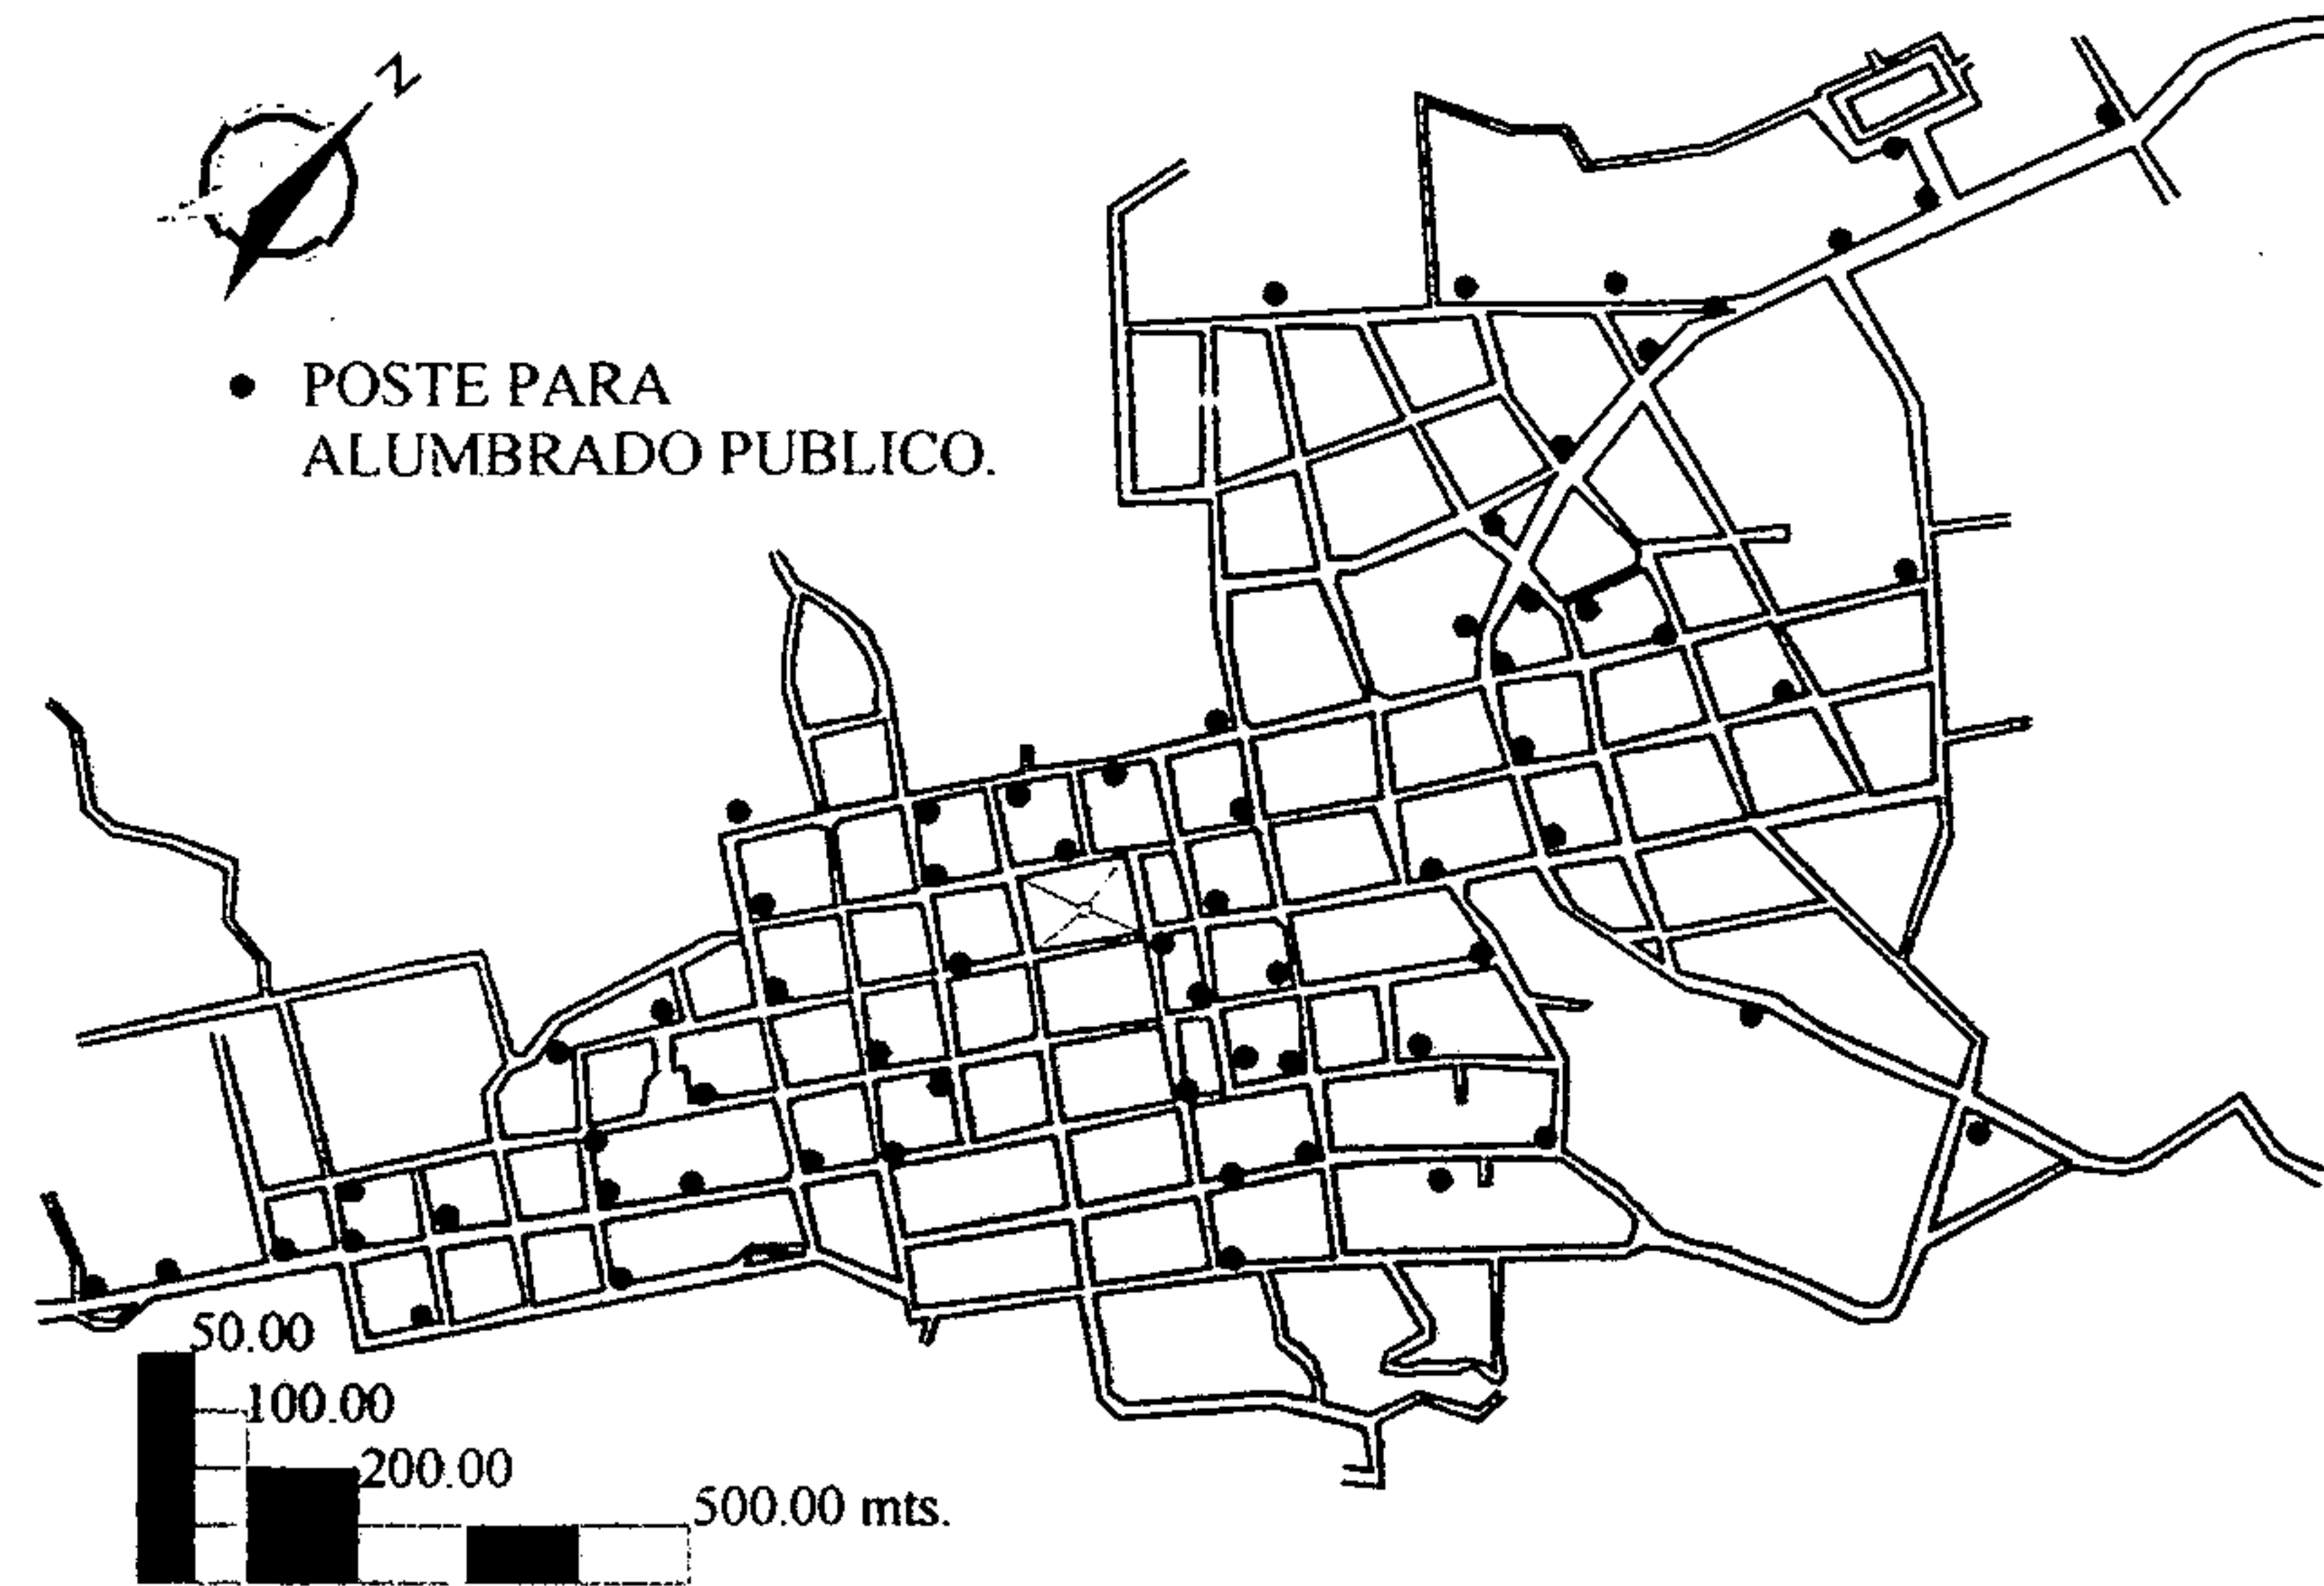 N
POSTE PARA
ALUMBRADO PUBLICO.
50.00
100.00
200.00
500.00 mts.